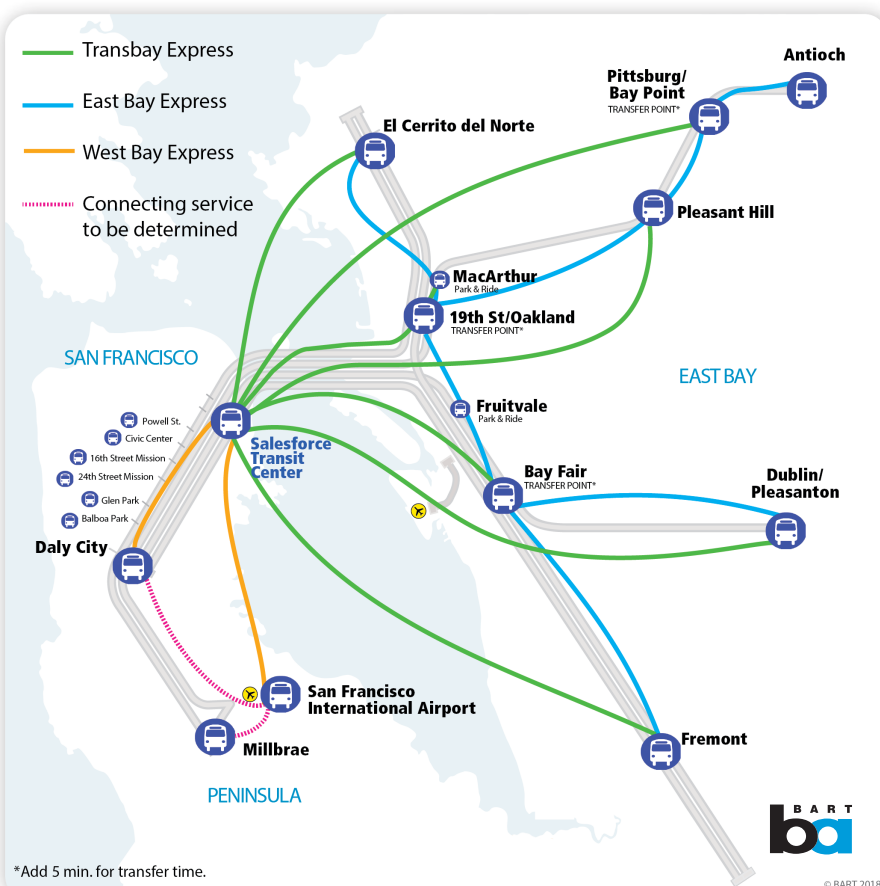 Transbay Express
East Bay Express
West Bay Express
Connecting service
to be determined
Antioch
Pittsburg/
Bay Point
TRANSFER POINT*
El Cerrito del Norte
Pleasant Hill
MacArthur
Park & Ride
19th St/Oakland
TRANSFER POINT*
SAN FRANCISCO
EAST BAY
Powell St.
Civic Center
16th Street Mission
24th Street Mission
Glen Park
Balboa Park
Salesforce
Transit
Center
Fruitvale
Park & Ride
Bay Fair
TRANSFER POINT*
Dublin/
Pleasanton
Daly City
San Francisco
International Airport
Millbrae
Fremont
PENINSULA
BART
ba
*Add 5 min. for transfer time.
© BART 2018